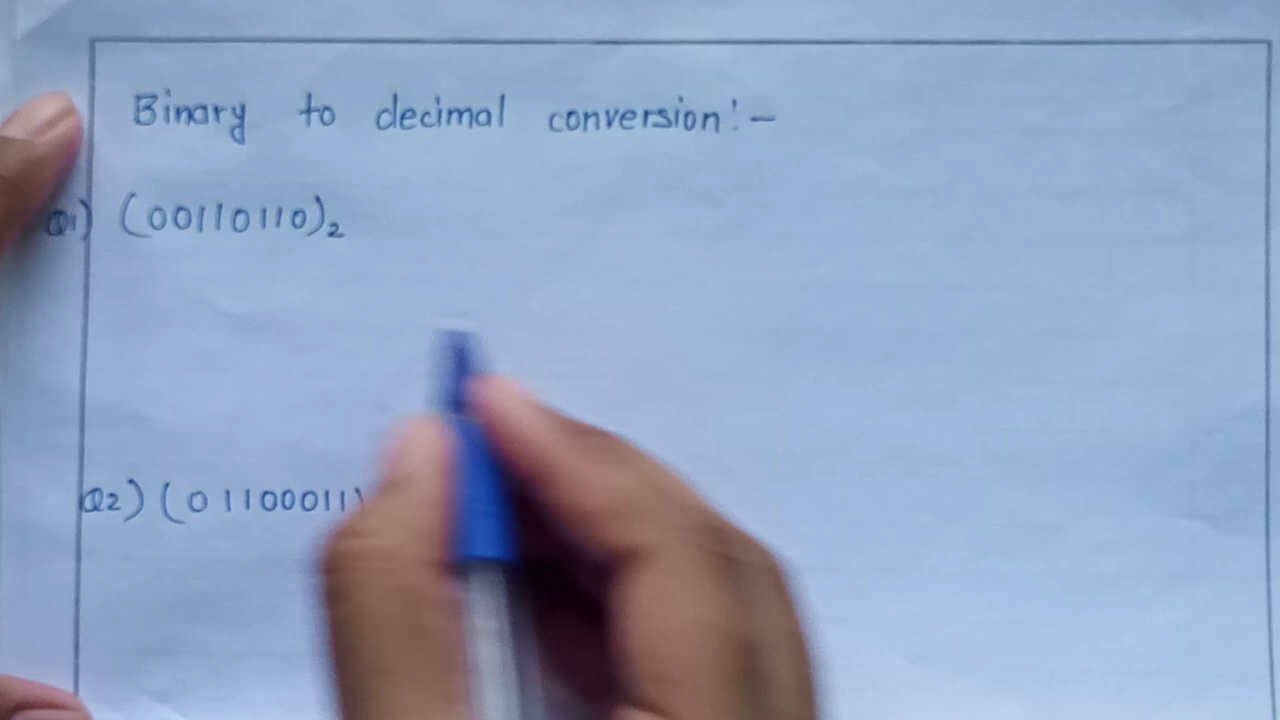 Binary to decimal conversion:-
Q1) (00110110)₂
Q2) (01100011)